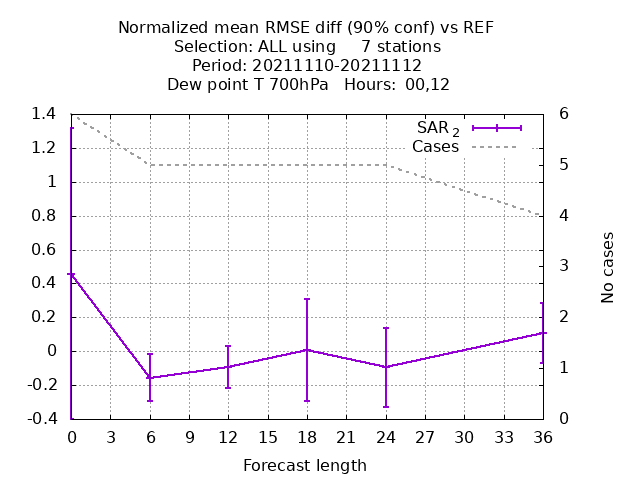 Normalized mean RMSE diff (90% conf) vs REF
Selection: ALL using     7 stations
Period: 20211110-20211112
Dew point T 700hPa   Hours:  00,12
1.4
1.2
1
0.8
0.6
0.4
0.2
0
-0.2
-0.4
SAR 2
Cases
6
5
4
3
2
1
0
No cases
0 3 6 9 12 15 18 21 24 27 30 33 36
Forecast length